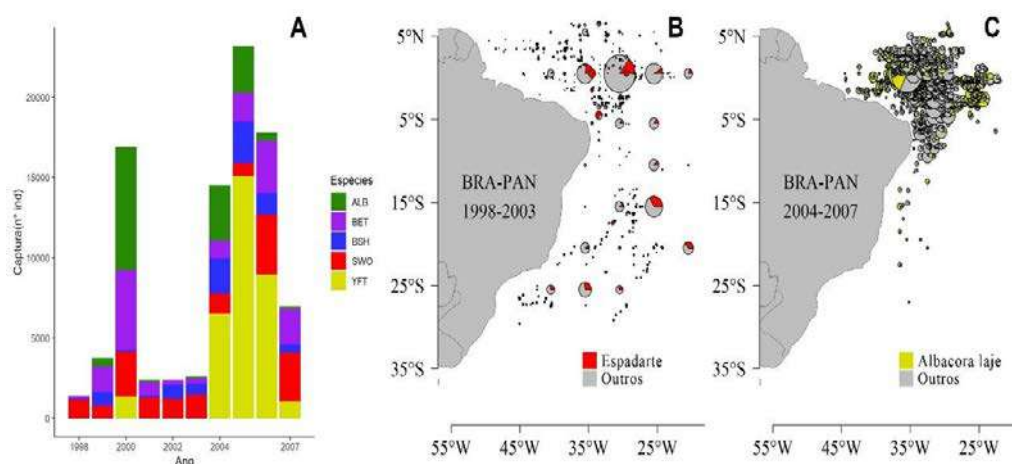 A
Captura(n° ind)
20000
15000
10000
5000
0
1998
2000
2002
2004
2007
Ano
Espécies
ALB
BET
BSH
SWO
YFT
B
5°N
5°S
15°S
25°S
35°S
BRA-PAN
1998-2003
Espadarte
Outros
55°W
45°W
35°W
25°W
C
5°N
5°S
15°S
25°S
35°S
BRA-PAN
2004-2007
Albacora laje
Outros
55°W
45°W
35°W
25°W